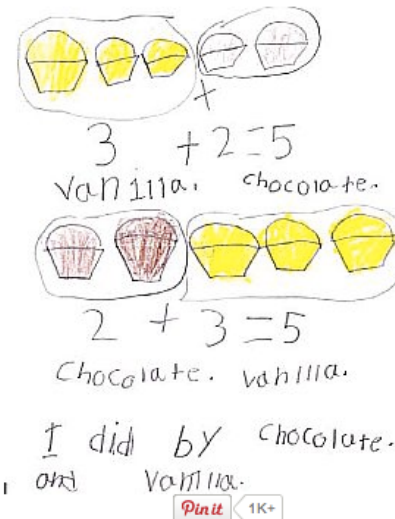 +
3 +2=5
vanilla. chocolate.
2 + 3 =5
chocolate. vanilla.
I did by chocolate.
and vanilla.
Pin it 1K+